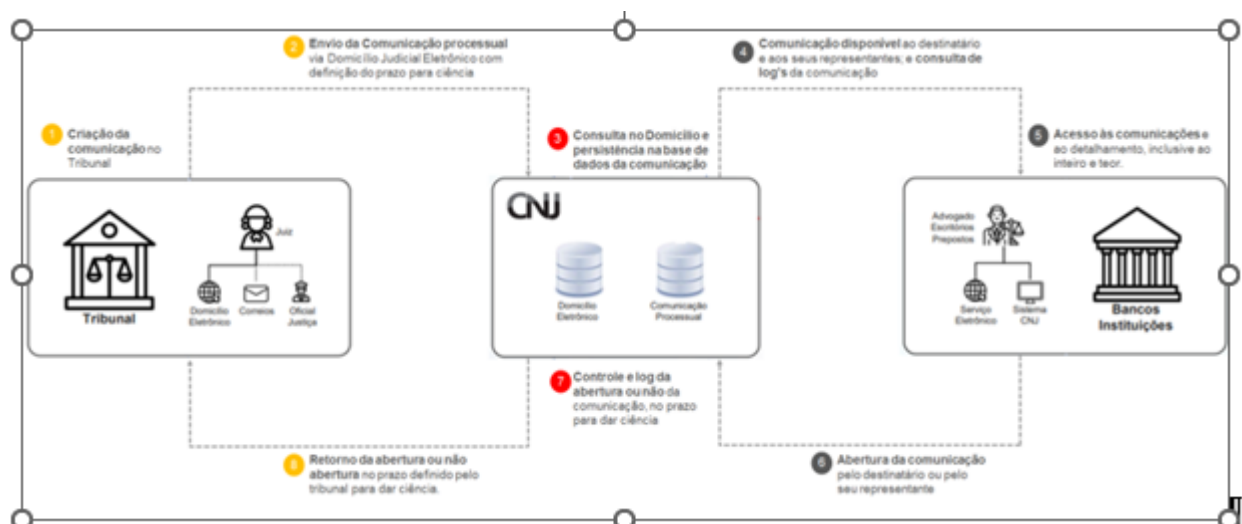 2 Envio da Comunicação processual
via Domicílio Judicial Eletrônico com
definição do prazo para ciência
4 Comunicação disponível ao destinatário
e aos seus representantes; e consulta de
log's da comunicação
1 Criação da
comunicação no
Tribunal
3 Consulta no Domicílio e
persistência na base de
dados da comunicação
5 Acesso às comunicações e
ao detalhamento, inclusive ao
inteiro e teor.
Tribunal
Juiz
Domicílio
Eletrônico
Correios
Oficial
Justiça
CNJ
Domicílio
Eletrônico
Comunicação
Processual
Advogado
Escritórios
Prepostos
Serviço
Eletrônico
Sistema
CNJ
Bancos
Instituições
7 Controle e log da
abertura ou não da
comunicação, no prazo
para dar ciência
8 Retorno da abertura ou não
abertura no prazo definido pelo
tribunal para dar ciência.
6 Abertura da comunicação
pelo destinatário ou pelo
seu representante